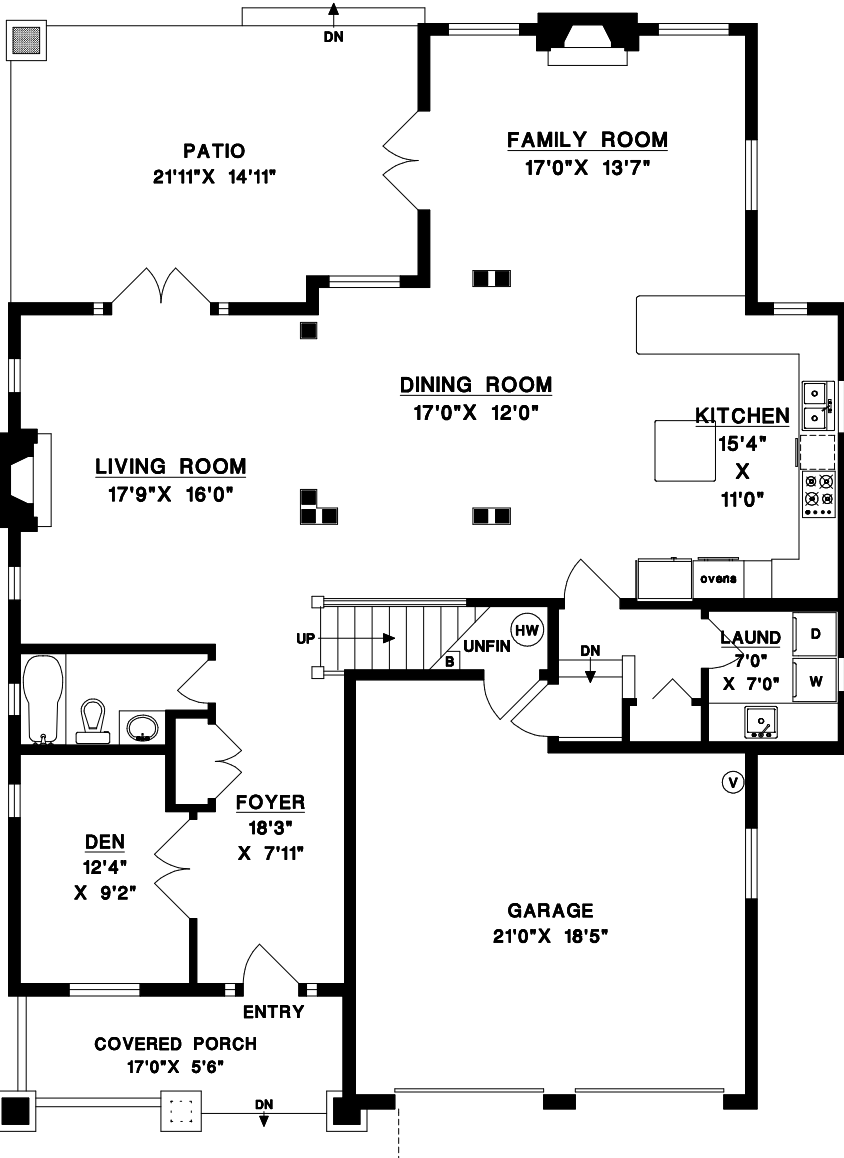 DN
PATIO
21'11"X 14'11"
FAMILY ROOM
17'0"X 13'7"
DINING ROOM
17'0"X 12'0"
KITCHEN
15'4"
X
11'0"
LIVING ROOM
17'9"X 16'0"
ovens
UP
UNFIN
HW
B
DN
LAUND
7'0"
X 7'0"
D
W
V
FOYER
18'3"
X 7'11"
DEN
12'4"
X 9'2"
GARAGE
21'0"X 18'5"
ENTRY
COVERED PORCH
17'0"X 5'6"
DN